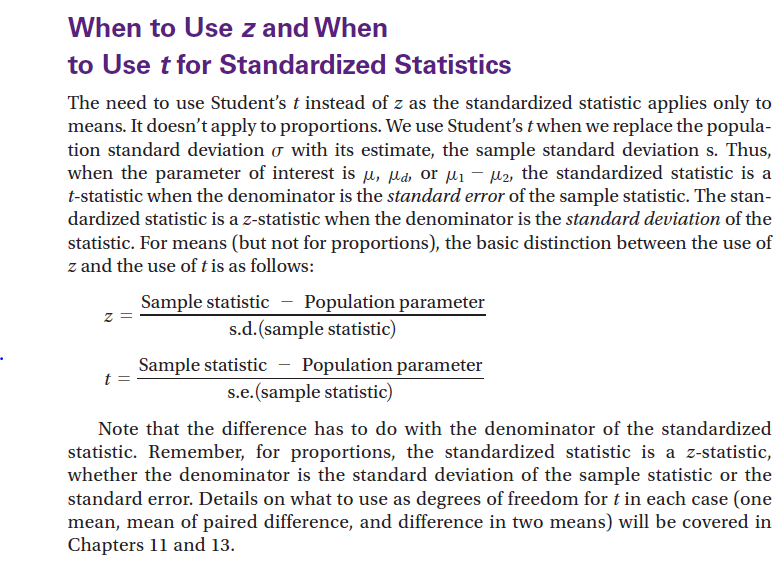 When to Use z and When
to Use t for Standardized Statistics
The need to use Student's t instead of z as the standardized statistic applies only to
means. It doesn't apply to proportions. We use Student's t when we replace the popula-
tion standard deviation σ with its estimate, the sample standard deviation s. Thus,
when the parameter of interest is μ, μd, or μ1 − μ2, the standardized statistic is a
t-statistic when the denominator is the standard error of the sample statistic. The stan-
dardized statistic is a z-statistic when the denominator is the standard deviation of the
statistic. For means (but not for proportions), the basic distinction between the use of
z and the use of t is as follows:
z = Sample statistic − Population parameter
s.d.(sample statistic)
t = Sample statistic − Population parameter
s.e.(sample statistic)
Note that the difference has to do with the denominator of the standardized
statistic. Remember, for proportions, the standardized statistic is a z-statistic,
whether the denominator is the standard deviation of the sample statistic or the
standard error. Details on what to use as degrees of freedom for t in each case (one
mean, mean of paired difference, and difference in two means) will be covered in
Chapters 11 and 13.